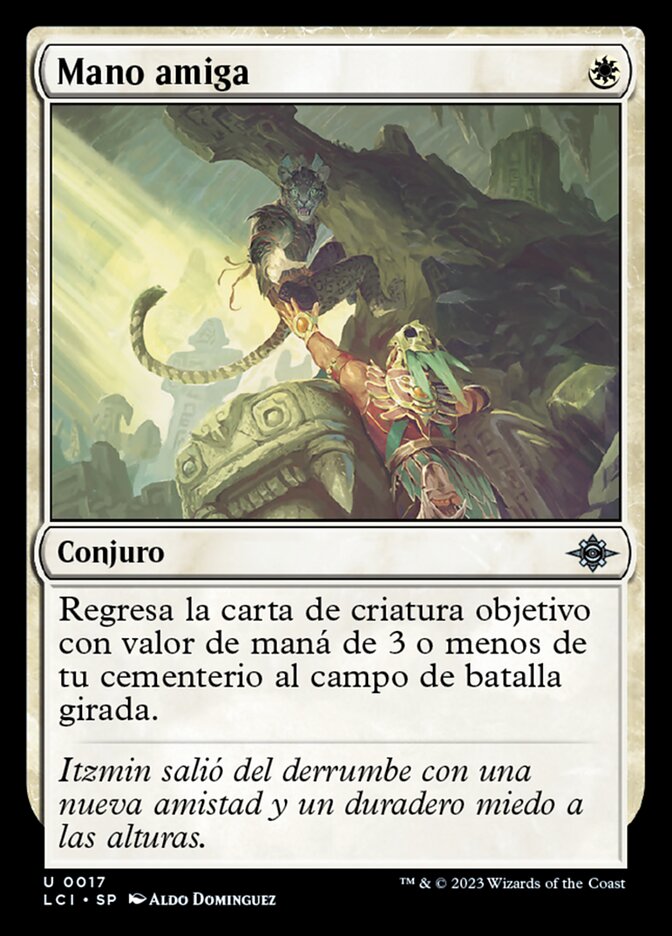 Mano amiga
Conjuro
Regresa la carta de criatura objetivo
con valor de maná de 3 o menos de
tu cementerio al campo de batalla
girada.
Itzmin salió del derrumbe con una
nueva amistad y un duradero miedo a
las alturas.
U 0017
LCI • SP Aldo Dominguez
™ & © 2023 Wizards of the Coast